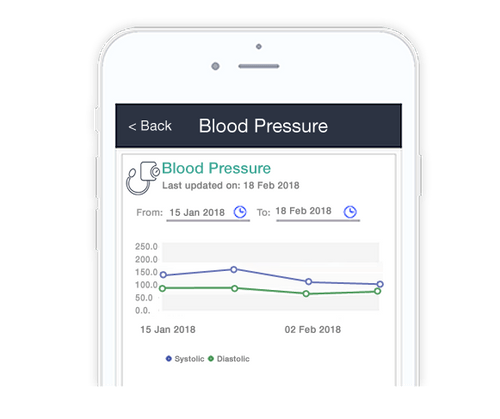 < Back Blood Pressure
Blood Pressure
Last updated on: 18 Feb 2018
From: 15 Jan 2018 To: 18 Feb 2018
250.0
200.0
150.0
100.0
50.0
0.
15 Jan 2018 02 Feb 2018
Systolic Diastolic